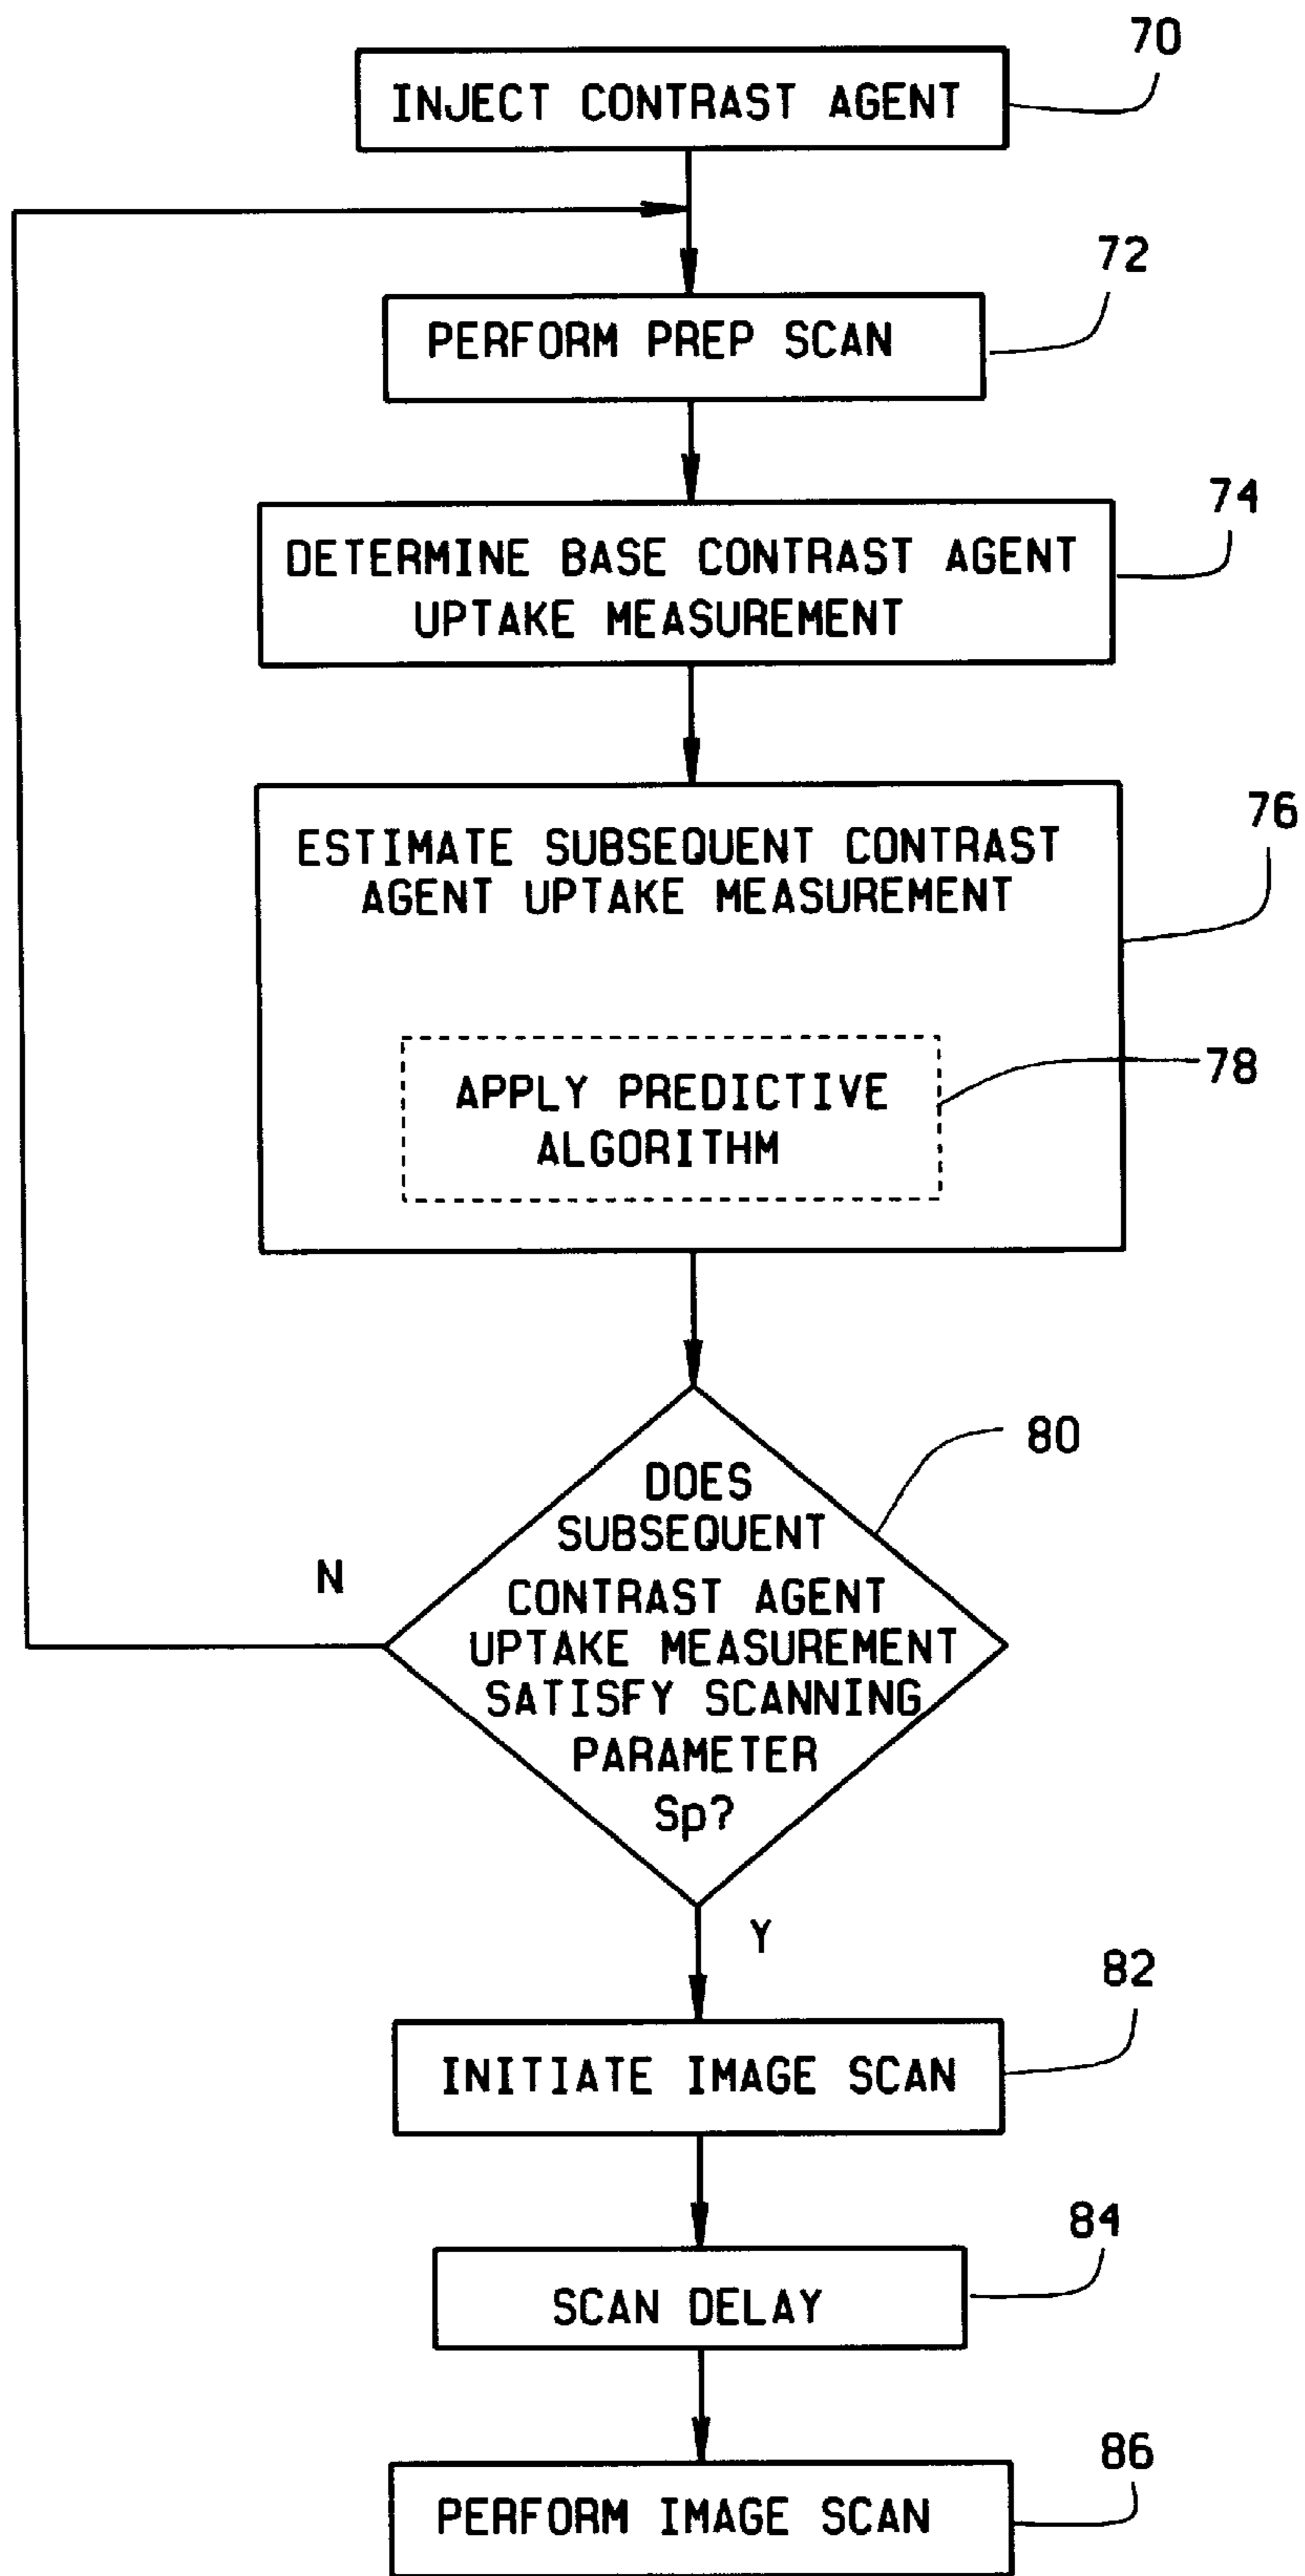 70
INJECT CONTRAST AGENT
72
PERFORM PREP SCAN
74
DETERMINE BASE CONTRAST AGENT
UPTAKE MEASUREMENT
76
ESTIMATE SUBSEQUENT CONTRAST
AGENT UPTAKE MEASUREMENT
78
APPLY PREDICTIVE
ALGORITHM
80
DOES
SUBSEQUENT
CONTRAST AGENT
UPTAKE MEASUREMENT
SATISFY SCANNING
PARAMETER
Sp?
N
Y
82
INITIATE IMAGE SCAN
84
SCAN DELAY
86
PERFORM IMAGE SCAN